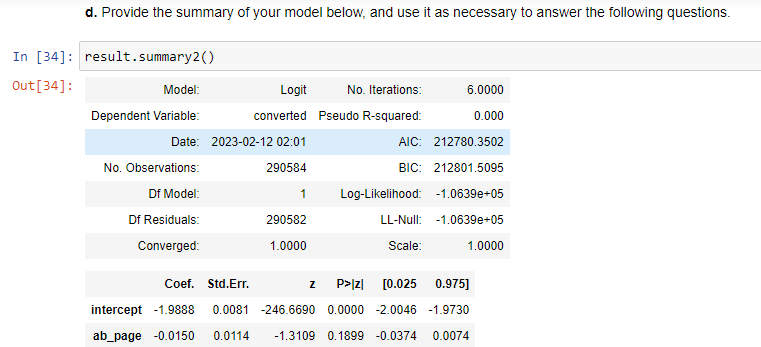 d. Provide the summary of your model below, and use it as necessary to answer the following questions.
In [34]: result.summary2()
Out[34]:
Model: Logit No. Iterations: 6.0000
Dependent Variable: converted Pseudo R-squared: 0.000
Date: 2023-02-12 02:01 AIC: 212780.3502
No. Observations: 290584 BIC: 212801.5095
Df Model: 1 Log-Likelihood: -1.0639e+05
Df Residuals: 290582 LL-Null: -1.0639e+05
Converged: 1.0000 Scale: 1.0000
Coef. Std.Err. z P>|z| [0.025 0.975]
intercept -1.9888 0.0081 -246.6690 0.0000 -2.0046 -1.9730
ab_page -0.0150 0.0114 -1.3109 0.1899 -0.0374 0.0074